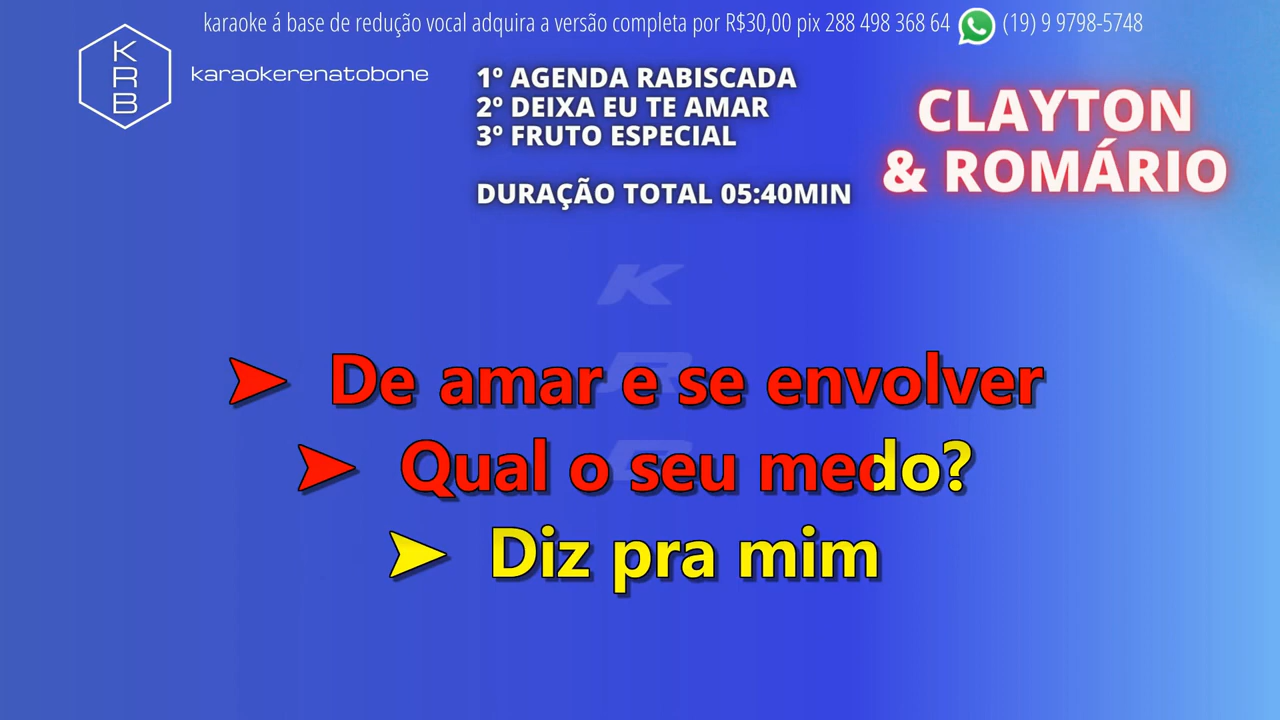 karaoke á base de redução vocal adquira a versão completa por R$30,00 pix 288 498 368 64 (19) 9 9798-5748
K
R
B
karaokerenatobone
1º AGENDA RABISCADA
2º DEIXA EU TE AMAR
3º FRUTO ESPECIAL
DURAÇÃO TOTAL 05:40MIN
CLAYTON
& ROMÁRIO
K
R
B
➤ De amar e se envolver
➤ Qual o seu medo?
➤ Diz pra mim